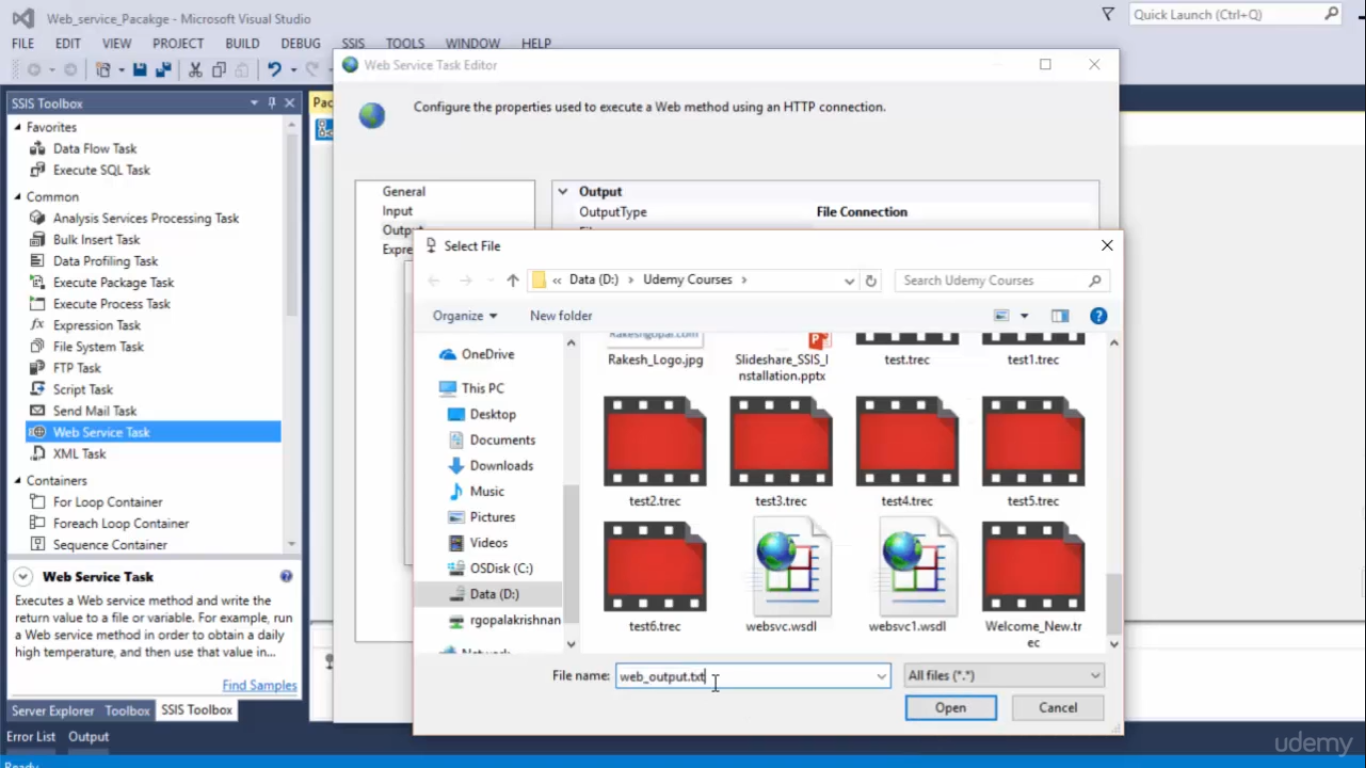 Web_service_Pacakge - Microsoft Visual Studio
Quick Launch (Ctrl+Q)
FILE EDIT VIEW PROJECT BUILD DEBUG SSIS TOOLS WINDOW HELP
SSIS Toolbox
Favorites
Data Flow Task
Execute SQL Task
Common
Analysis Services Processing Task
Bulk Insert Task
Data Profiling Task
Execute Package Task
Execute Process Task
Expression Task
File System Task
FTP Task
Script Task
Send Mail Task
Web Service Task
XML Task
Containers
For Loop Container
Foreach Loop Container
Sequence Container
Web Service Task
Executes a Web service method and write the
return value to a file or variable. For example, run
a Web service method in order to obtain a daily
high temperature, and then use that value in...
Find Samples
Server Explorer Toolbox SSIS Toolbox
Error List Output
Web Service Task Editor
Configure the properties used to execute a Web method using an HTTP connection.
General
Input
Output
Output
OutputType File Connection
Select File
« Data (D:) › Udemy Courses ›
Search Udemy Courses
Organize New folder
OneDrive
This PC
Desktop
Documents
Downloads
Music
Pictures
Videos
OSDisk (C:)
Data (D:)
rgopalakrishnan
Rakeshgopal.com
Rakesh_Logo.jpg
Slideshare_SSIS_I
nstallation.pptx
test.trec
test1.trec
test2.trec
test3.trec
test4.trec
test5.trec
test6.trec
websvc.wsdl
websvc1.wsdl
Welcome_New.tr
ec
File name: web_output.txt
All files (*.*)
Open Cancel
udemy